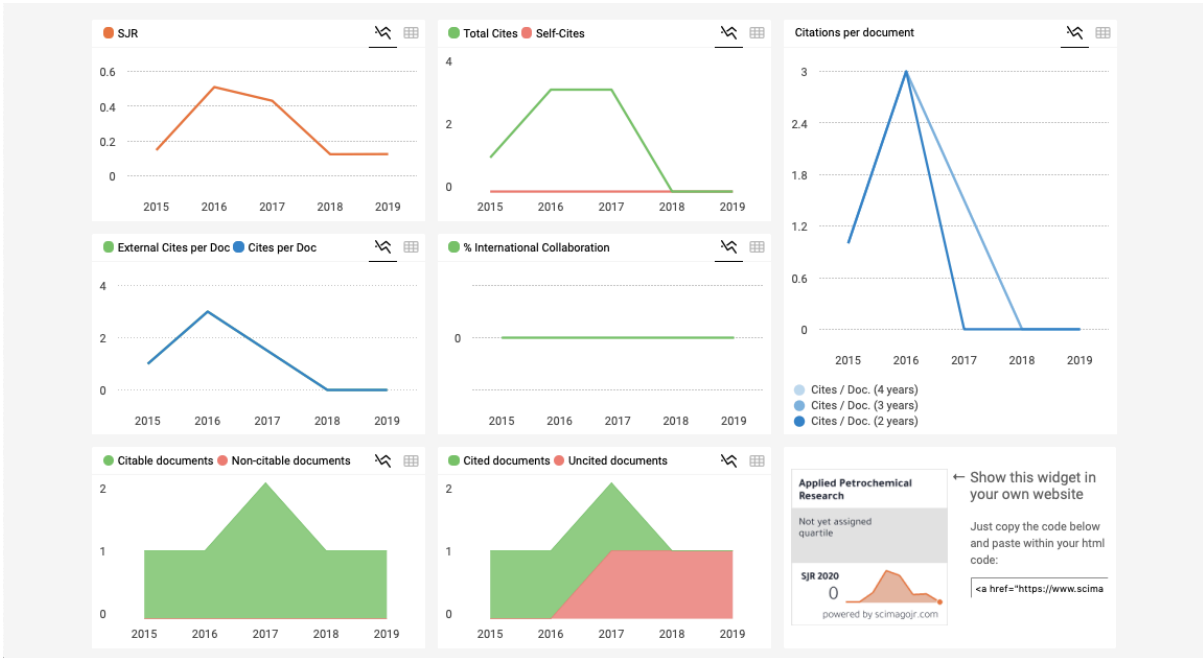 SJR
0.6
0.4
0.2
0
2015 2016 2017 2018 2019
Total Cites Self-Cites
4
2
0
2015 2016 2017 2018 2019
Citations per document
3
2.4
1.8
1.2
0.6
0
2015 2016 2017 2018 2019
Cites / Doc. (4 years)
Cites / Doc. (3 years)
Cites / Doc. (2 years)
External Cites per Doc Cites per Doc
4
2
0
2015 2016 2017 2018 2019
% International Collaboration
0
2015 2016 2017 2018 2019
Citable documents Non-citable documents
2
1
0
2015 2016 2017 2018 2019
Cited documents Uncited documents
2
1
0
2015 2016 2017 2018 2019
Applied Petrochemical
Research
Not yet assigned
quartile
SJR 2020
0
powered by scimagojr.com
← Show this widget in
your own website
Just copy the code below
and paste within your html
code:
<a href="https://www.scima